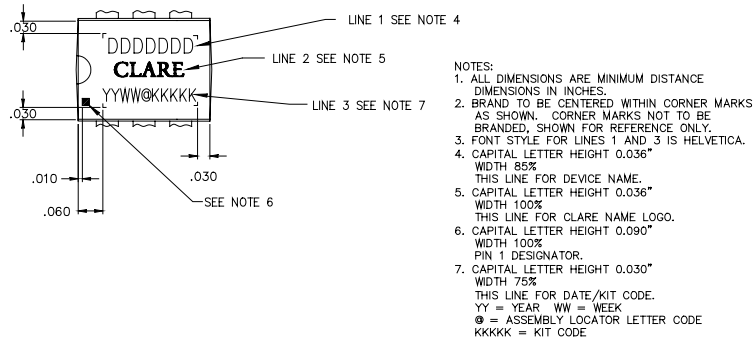 .030
LINE 1 SEE NOTE 4
DDDDDDD
CLARE
LINE 2 SEE NOTE 5
YYWW@KKKKK
LINE 3 SEE NOTE 7
.030
.010
.030
SEE NOTE 6
.060
NOTES:
1. ALL DIMENSIONS ARE MINIMUM DISTANCE
DIMENSIONS IN INCHES.
2. BRAND TO BE CENTERED WITHIN CORNER MARKS
AS SHOWN. CORNER MARKS NOT TO BE
BRANDED, SHOWN FOR REFERENCE ONLY.
3. FONT STYLE FOR LINES 1 AND 3 IS HELVETICA.
4. CAPITAL LETTER HEIGHT 0.036"
WIDTH 85%
THIS LINE FOR DEVICE NAME.
5. CAPITAL LETTER HEIGHT 0.036"
WIDTH 100%
THIS LINE FOR CLARE NAME LOGO.
6. CAPITAL LETTER HEIGHT 0.090"
WIDTH 100%
PIN 1 DESIGNATOR.
7. CAPITAL LETTER HEIGHT 0.030"
WIDTH 75%
THIS LINE FOR DATE/KIT CODE.
YY = YEAR WW = WEEK
@ = ASSEMBLY LOCATOR LETTER CODE
KKKKK = KIT CODE